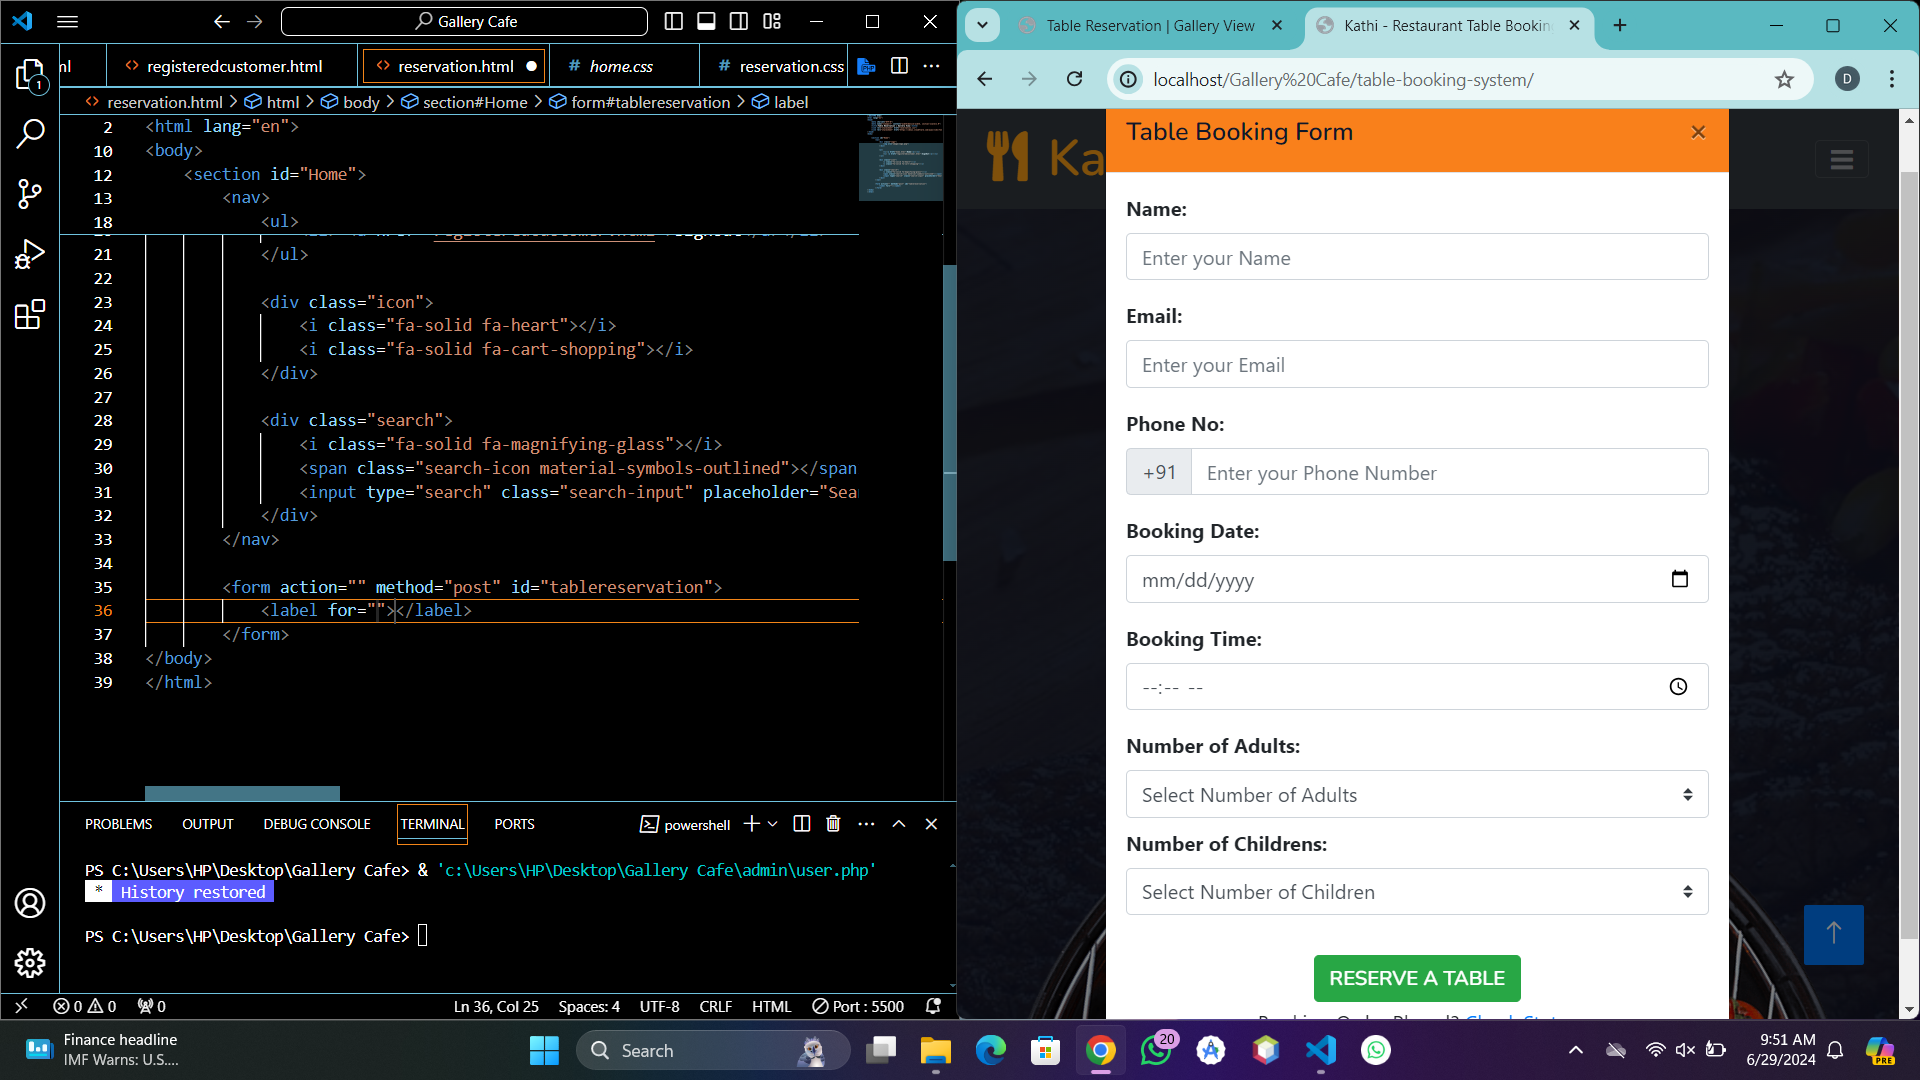 Gallery Cafe
ml
registeredcustomer.html
reservation.html
home.css
reservation.css
reservation.html > html > body > section#Home > form#tablereservation > label
2 <html lang="en">
10 <body>
12 <section id="Home">
13 <nav>
18 <ul>
21 </ul>
22
23 <div class="icon">
24 <i class="fa-solid fa-heart"></i>
25 <i class="fa-solid fa-cart-shopping"></i>
26 </div>
27
28 <div class="search">
29 <i class="fa-solid fa-magnifying-glass"></i>
30 <span class="search-icon material-symbols-outlined"></span
31 <input type="search" class="search-input" placeholder="Sea
32 </div>
33 </nav>
34
35 <form action="" method="post" id="tablereservation">
36 <label for=""></label>
37 </form>
38 </body>
39 </html>
PROBLEMS OUTPUT DEBUG CONSOLE TERMINAL PORTS
powershell
PS C:\Users\HP\Desktop\Gallery Cafe> & 'c:\Users\HP\Desktop\Gallery Cafe\admin\user.php'
* History restored
PS C:\Users\HP\Desktop\Gallery Cafe>
0 0 0 Ln 36, Col 25 Spaces: 4 UTF-8 CRLF HTML Port : 5500
1
Table Reservation | Gallery View
Kathi - Restaurant Table Bookin
localhost/Gallery%20Cafe/table-booking-system/
D
Ka
Table Booking Form
Name:
Enter your Name
Email:
Enter your Email
Phone No:
+91 Enter your Phone Number
Booking Date:
mm/dd/yyyy
Booking Time:
--:-- --
Number of Adults:
Select Number of Adults
Number of Childrens:
Select Number of Children
RESERVE A TABLE
Finance headline
IMF Warns: U.S....
Search
20
9:51 AM
6/29/2024
PRE